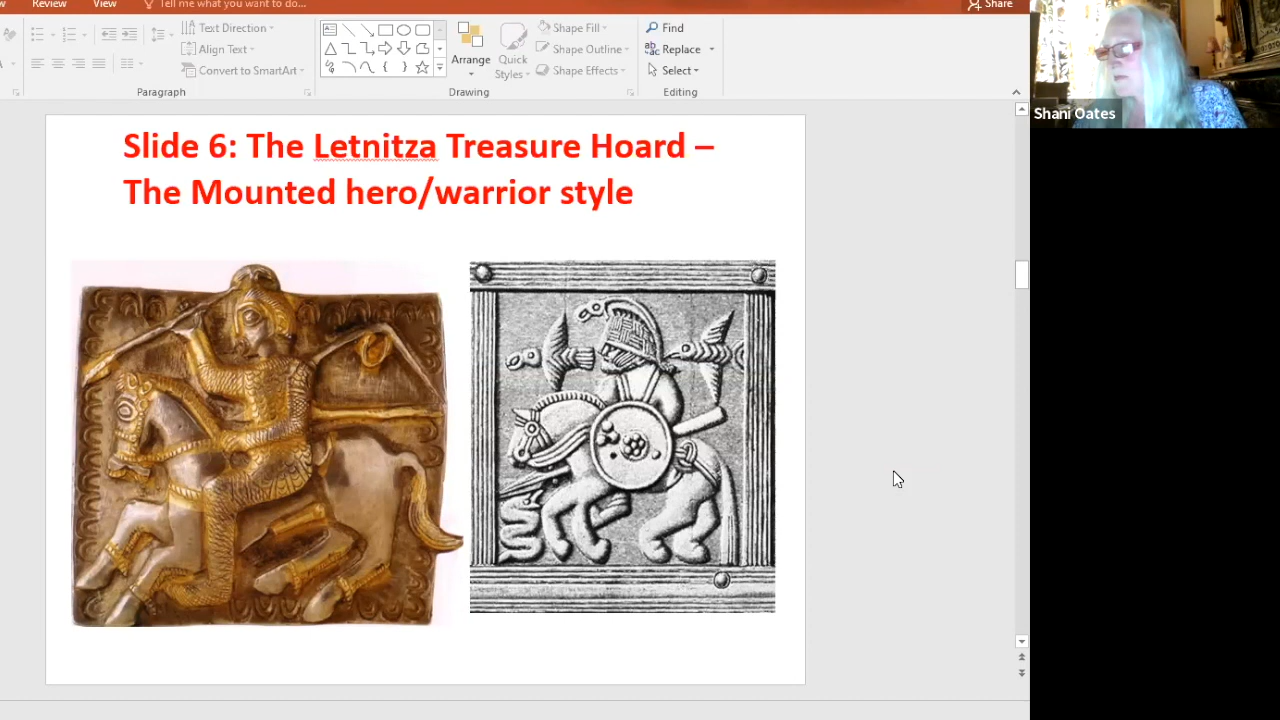 Review View Tell me what you want to do... Share
Text Direction
Align Text
Convert to SmartArt
Arrange
Quick
Styles
Shape Fill
Shape Outline
Shape Effects
Find
Replace
Select
Paragraph
Drawing
Editing
Shani Oates
Slide 6: The Letnitza Treasure Hoard –
The Mounted hero/warrior style